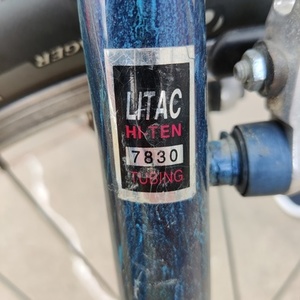 LITAC
HI-TEN
7830
TUBING